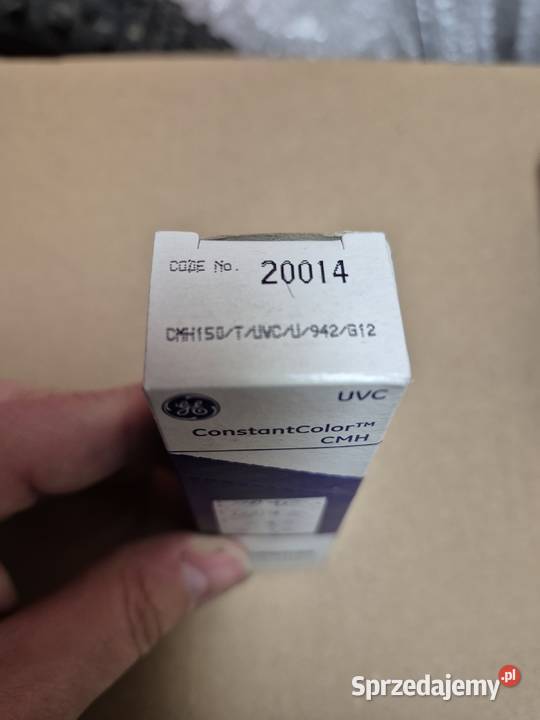 CODE No. 20014
CMH150/T/UVC/U/942/G12
GE UVC
ConstantColor™
CMH
Sprzedajemy.pl